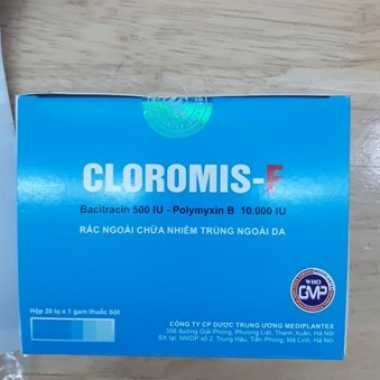 CLOROMIS-F
Bacitracin 500 IU - Polymyxin B 10.000 IU
RẮC NGOÀI CHỮA NHIỄM TRÙNG NGOÀI DA
WHO
GMP
Hộp 20 lọ x 1 gam thuốc bột
CÔNG TY CP DƯỢC TRUNG ƯƠNG MEDIPLANTEX
358 đường Giải Phóng, Phương Liệt, Thanh Xuân, Hà Nội
SX tại: NMDP số 2, Trung Hậu, Tiền Phong, Mê Linh, Hà Nội